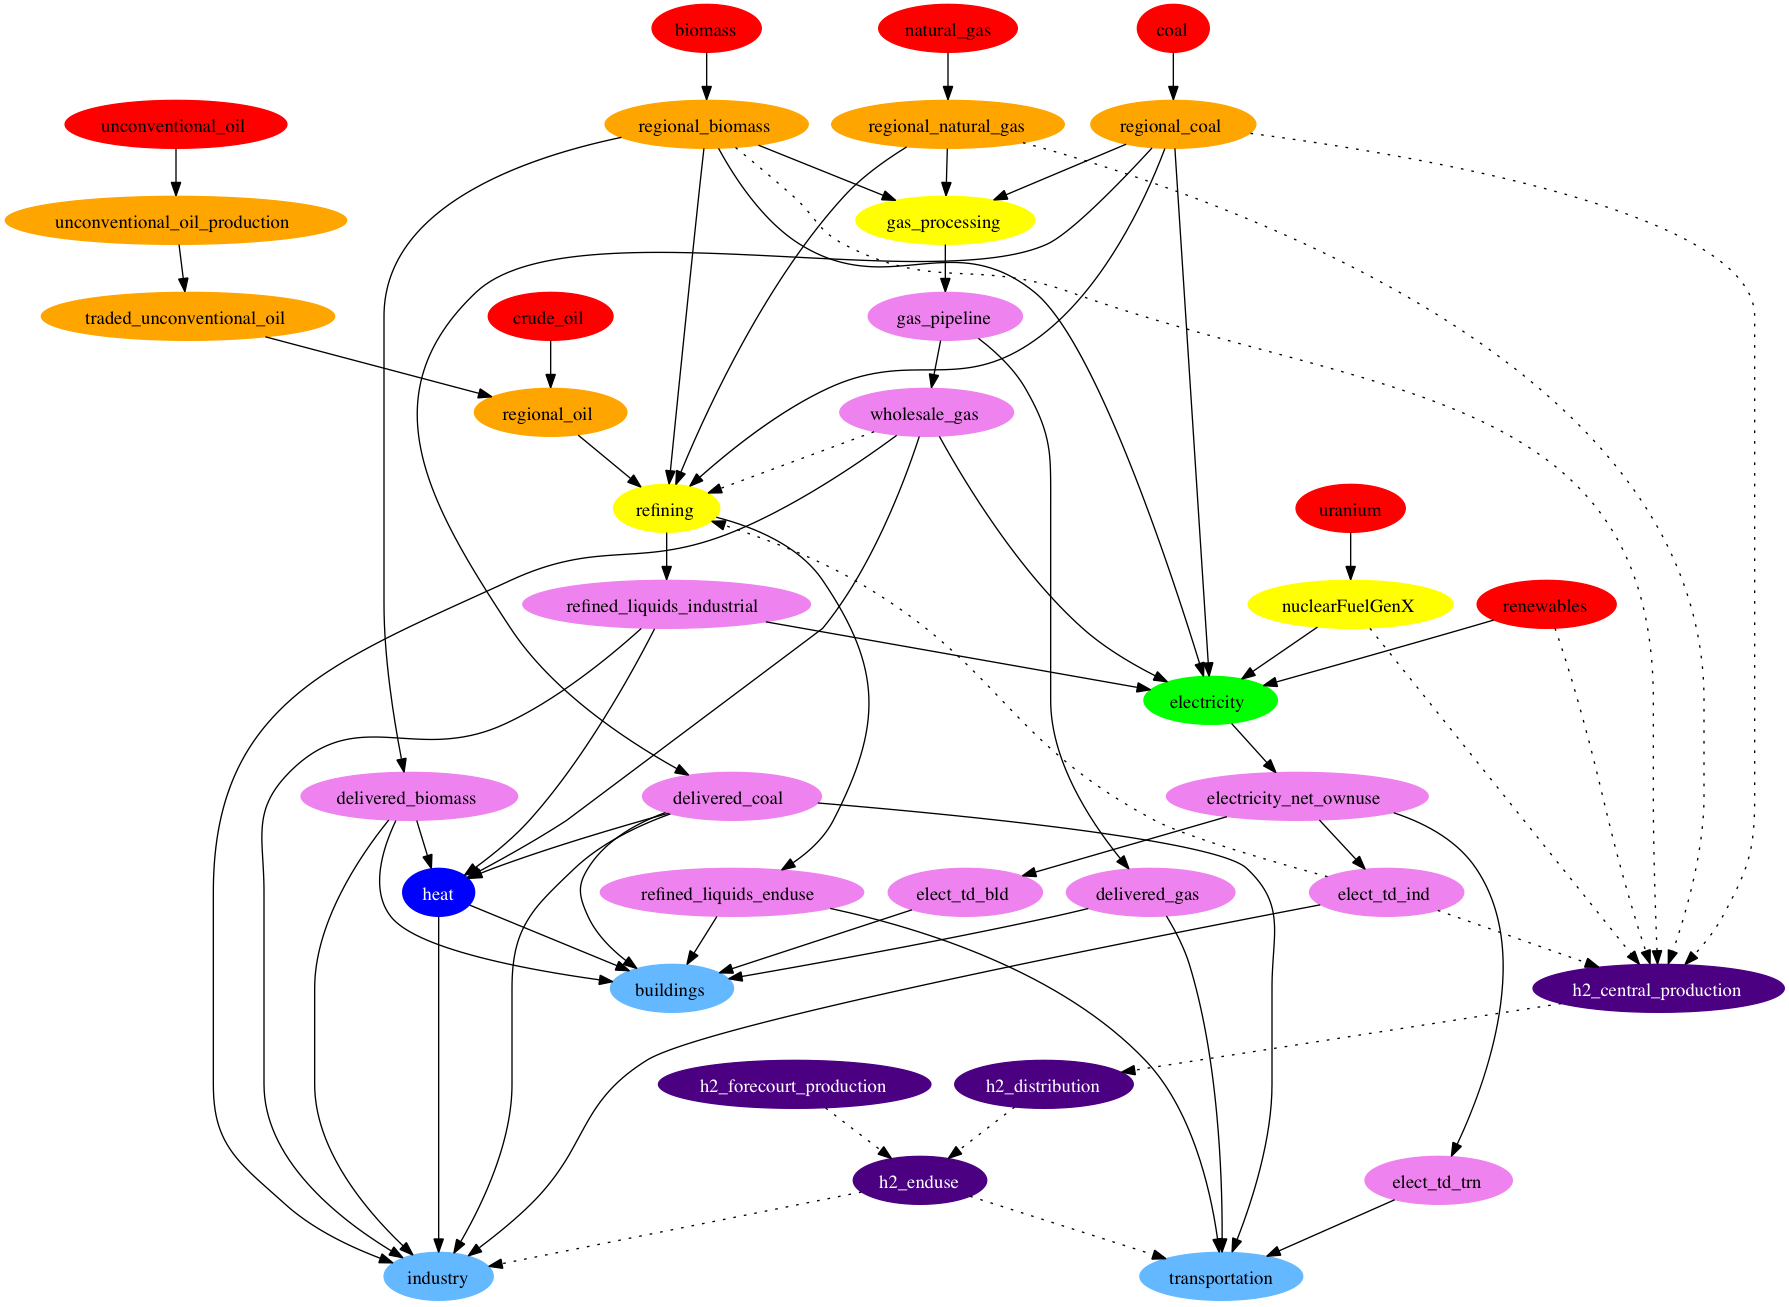 biomass
natural_gas
coal
unconventional_oil
regional_biomass
regional_natural_gas
regional_coal
unconventional_oil_production
gas_processing
traded_unconventional_oil
crude_oil
gas_pipeline
regional_oil
wholesale_gas
refining
uranium
refined_liquids_industrial
nuclearFuelGenX
renewables
electricity
delivered_biomass
delivered_coal
electricity_net_ownuse
heat
refined_liquids_enduse
elect_td_bld
delivered_gas
elect_td_ind
buildings
h2_central_production
h2_forecourt_production
h2_distribution
h2_enduse
elect_td_trn
industry
transportation